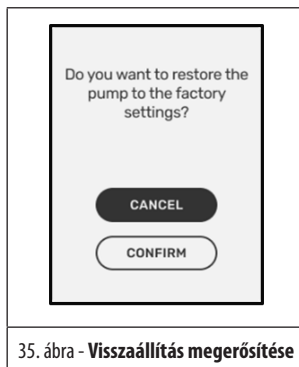 Do you want to restore the
pump to the factory
settings?
CANCEL
CONFIRM
35. ábra - Visszaállítás megerősítése